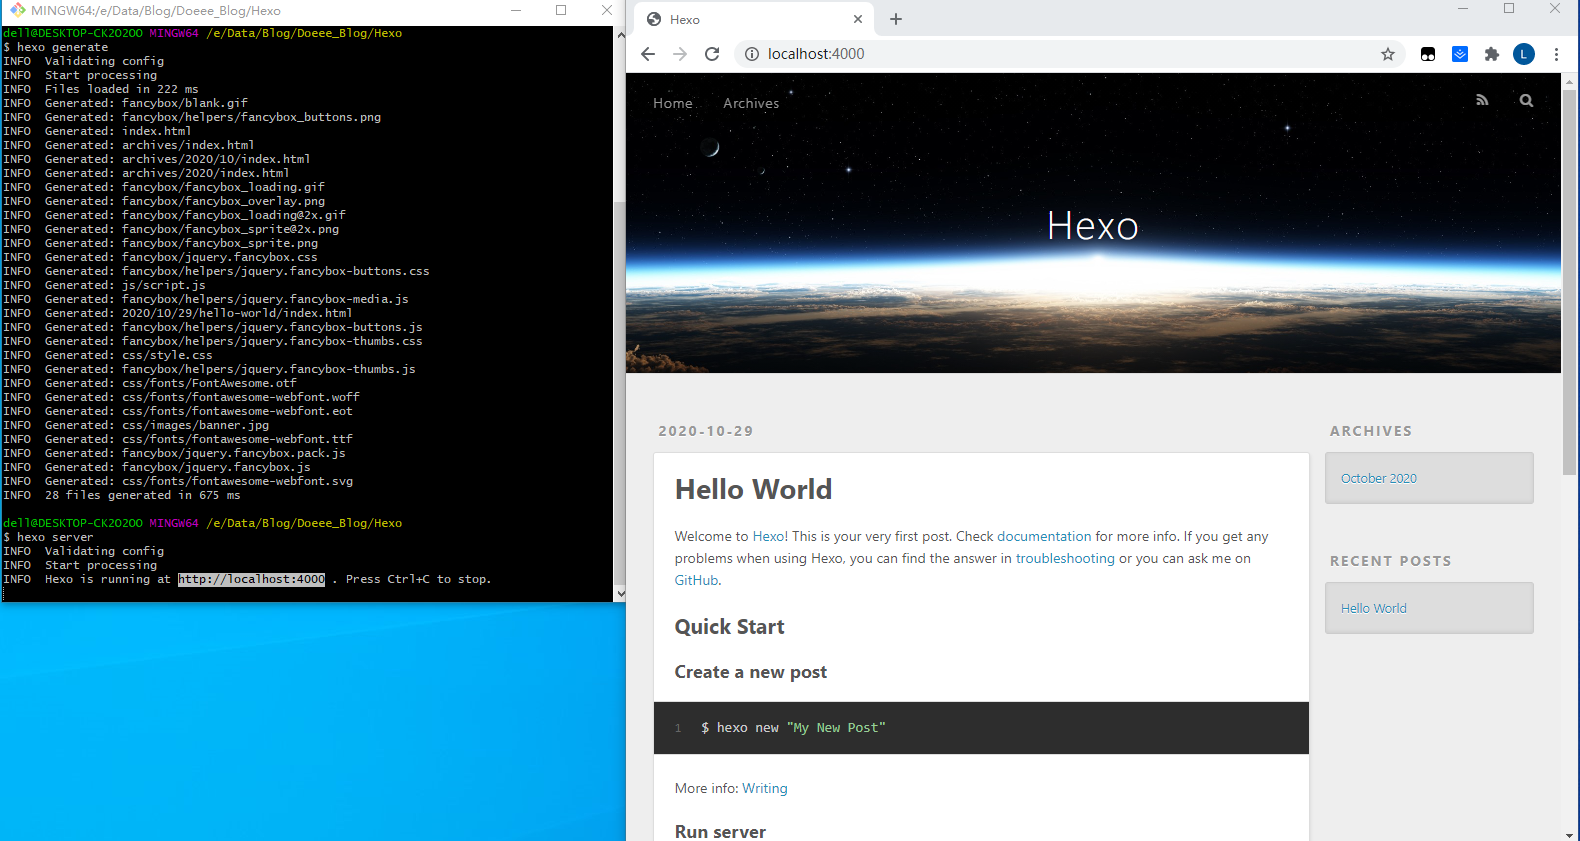 MINGW64:/e/Data/Blog/Doeee_Blog/Hexo
dell@DESKTOP-CK202OO MINGW64 /e/Data/Blog/Doeee_Blog/Hexo
$ hexo generate
INFO  Validating config
INFO  Start processing
INFO  Files loaded in 222 ms
INFO  Generated: fancybox/blank.gif
INFO  Generated: fancybox/helpers/fancybox_buttons.png
INFO  Generated: index.html
INFO  Generated: archives/index.html
INFO  Generated: archives/2020/10/index.html
INFO  Generated: archives/2020/index.html
INFO  Generated: fancybox/fancybox_loading.gif
INFO  Generated: fancybox/fancybox_overlay.png
INFO  Generated: fancybox/fancybox_loading@2x.gif
INFO  Generated: fancybox/fancybox_sprite@2x.png
INFO  Generated: fancybox/fancybox_sprite.png
INFO  Generated: fancybox/jquery.fancybox.css
INFO  Generated: fancybox/helpers/jquery.fancybox-buttons.css
INFO  Generated: js/script.js
INFO  Generated: fancybox/helpers/jquery.fancybox-media.js
INFO  Generated: 2020/10/29/hello-world/index.html
INFO  Generated: fancybox/helpers/jquery.fancybox-buttons.js
INFO  Generated: fancybox/helpers/jquery.fancybox-thumbs.css
INFO  Generated: css/style.css
INFO  Generated: fancybox/helpers/jquery.fancybox-thumbs.js
INFO  Generated: css/fonts/FontAwesome.otf
INFO  Generated: css/fonts/fontawesome-webfont.woff
INFO  Generated: css/fonts/fontawesome-webfont.eot
INFO  Generated: css/images/banner.jpg
INFO  Generated: css/fonts/fontawesome-webfont.ttf
INFO  Generated: fancybox/jquery.fancybox.pack.js
INFO  Generated: fancybox/jquery.fancybox.js
INFO  Generated: css/fonts/fontawesome-webfont.svg
INFO  28 files generated in 675 ms
dell@DESKTOP-CK202OO MINGW64 /e/Data/Blog/Doeee_Blog/Hexo
$ hexo server
INFO  Validating config
INFO  Start processing
INFO  Hexo is running at http://localhost:4000 . Press Ctrl+C to stop.
Hexo
localhost:4000
L
Home
Archives
Hexo
2020-10-29
Hello World
Welcome to Hexo! This is your very first post. Check documentation for more info. If you get any
problems when using Hexo, you can find the answer in troubleshooting or you can ask me on
GitHub.
Quick Start
Create a new post
1 $ hexo new "My New Post"
More info: Writing
Run server
ARCHIVES
October 2020
RECENT POSTS
Hello World